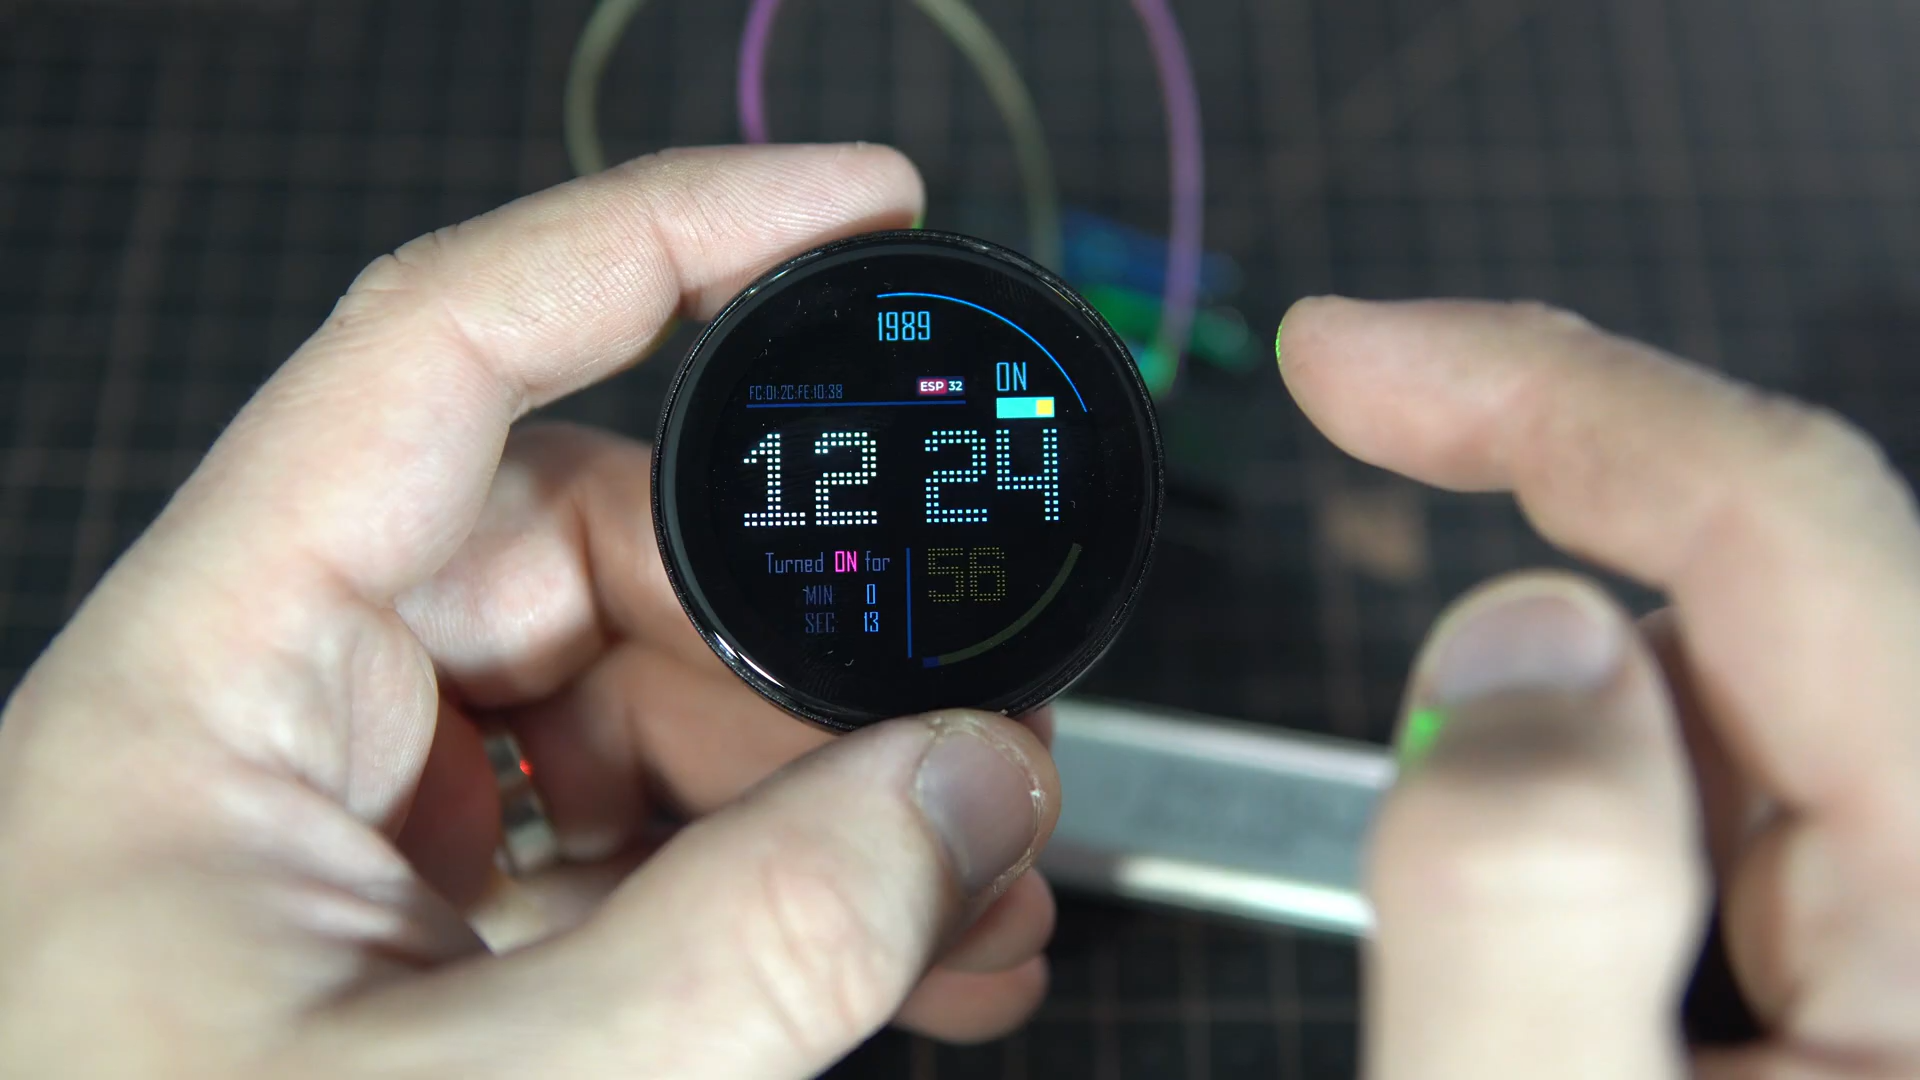 1989
ON
FC:01:2C:FE:10:38
ESP 32
12 24
56
Turned ON for
MIN 0
SEC 13